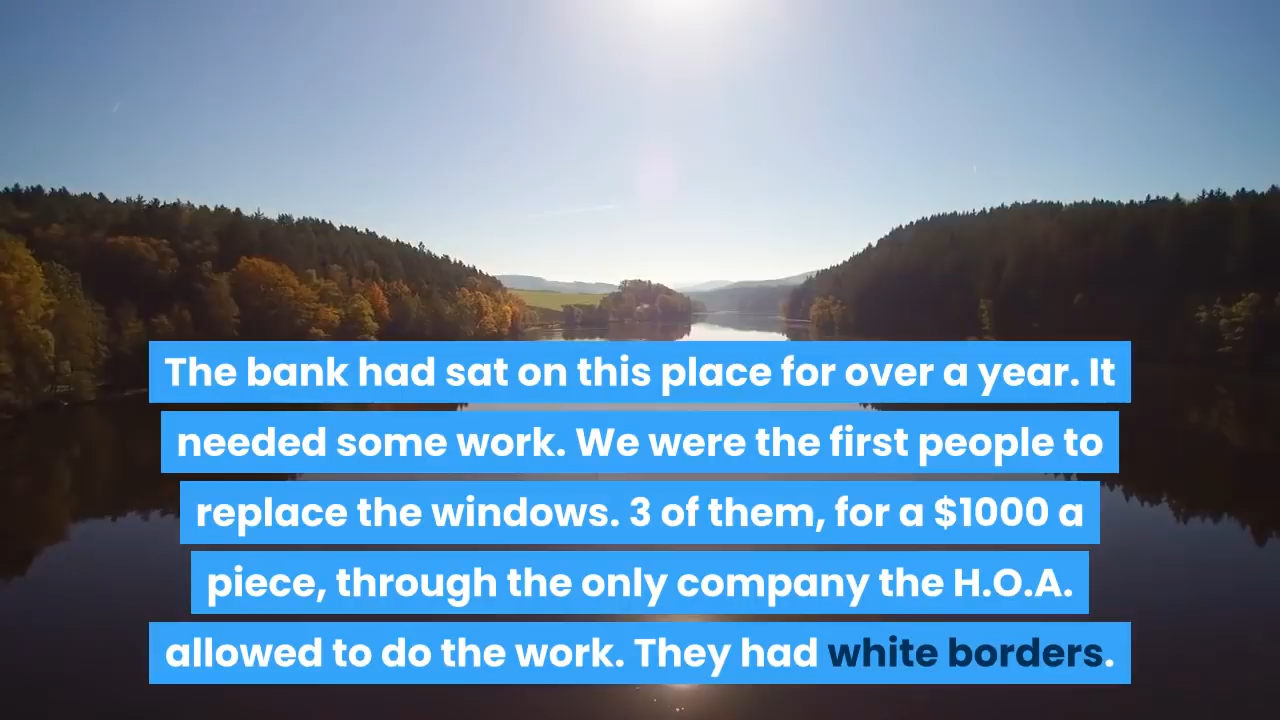 The bank had sat on this place for over a year. It
needed some work. We were the first people to
replace the windows. 3 of them, for a $1000 a
piece, through the only company the H.O.A.
allowed to do the work. They had white borders.